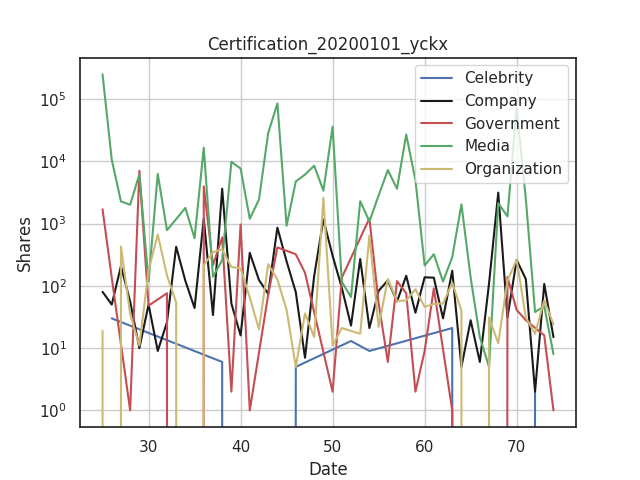 Certification_20200101_yckx
Celebrity
Company
Government
Media
Organization
Shares
10^5
10^4
10^3
10^2
10^1
10^0
30
40
50
60
70
Date